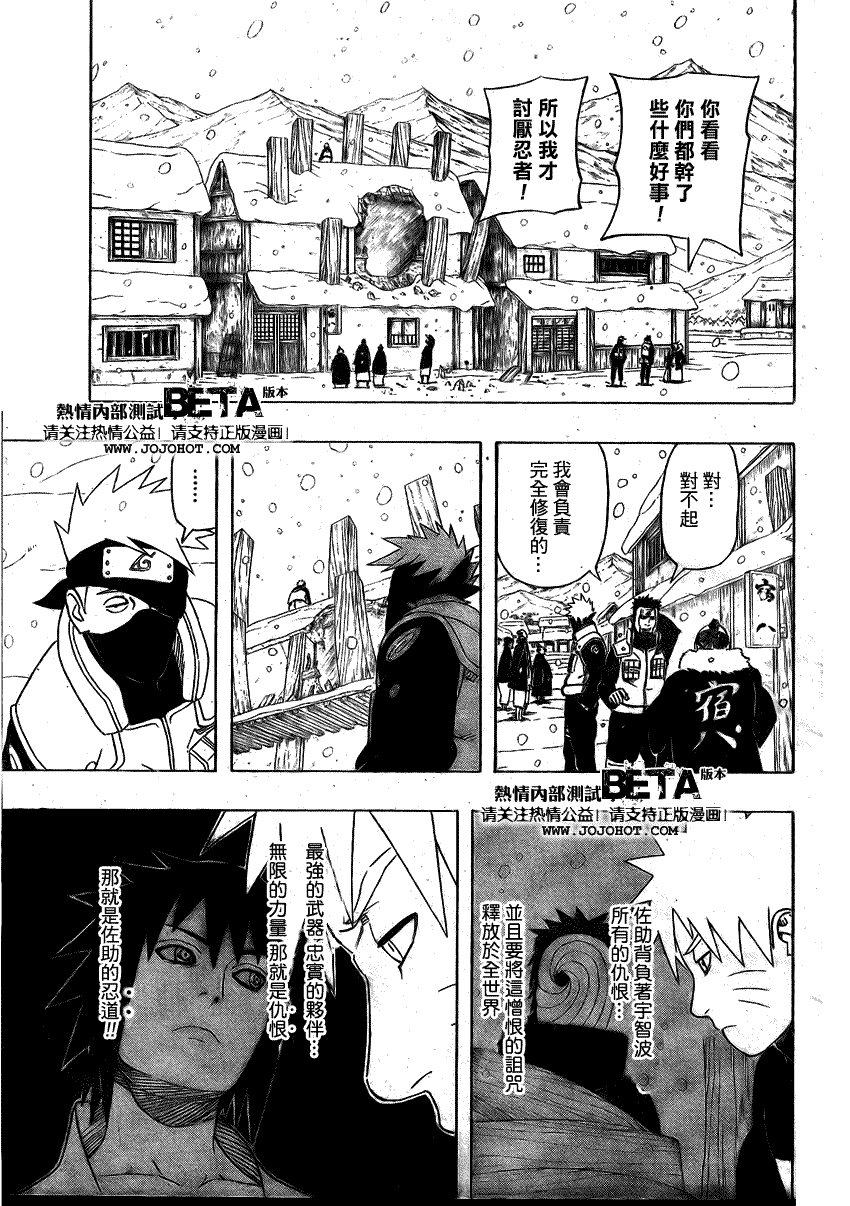 你看看
你們都幹了
些什麼好事！
所以我才
討厭忍者！
熱情內部測試BETA版本
请关注热情公益！请支持正版漫画！
WWW.JOJOHOT.COM
對…
對不起
我會負責
完全修復的…
宿
八
宿
八
……
熱情內部測試BETA版本
请关注热情公益！请支持正版漫画！
WWW.JOJOHOT.COM
佐助背負著宇智波
所有的仇恨…
並且要將這憎恨的詛咒
釋放於全世界
最強的武器 忠實的夥伴…
無限的力量 那就是仇恨
那就是佐助的忍道!!